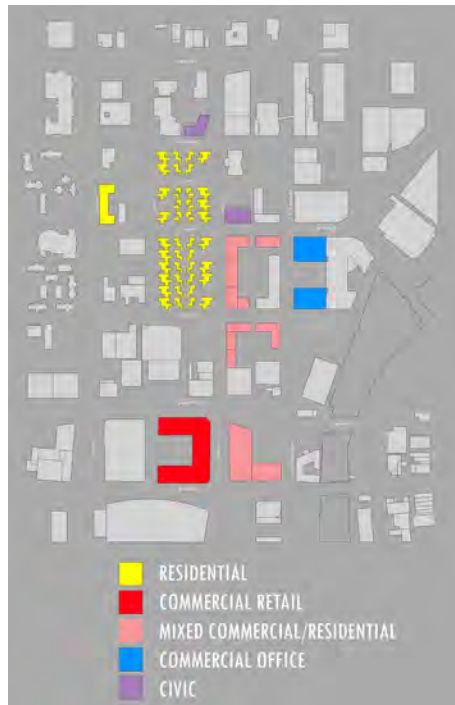 RESIDENTIAL
COMMERCIAL RETAIL
MIXED COMMERCIAL/RESIDENTIAL
COMMERCIAL OFFICE
CIVIC